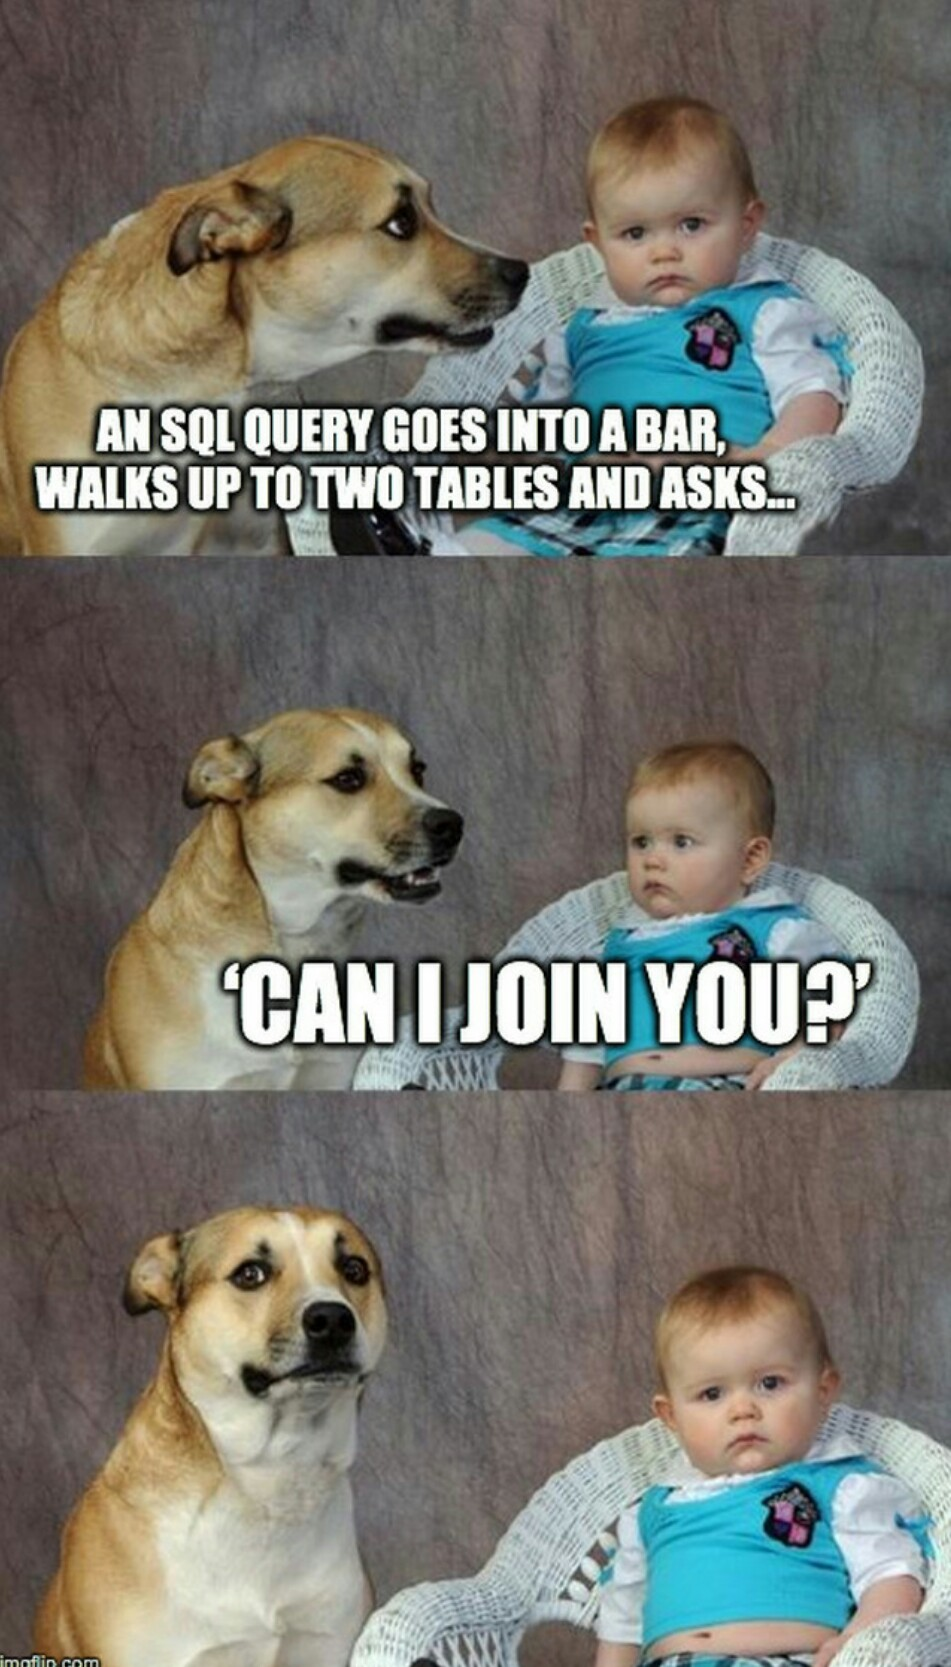 AN SQL QUERY GOES INTO A BAR,
WALKS UP TO TWO TABLES AND ASKS...
'CAN I JOIN YOU?'
imgflip.com